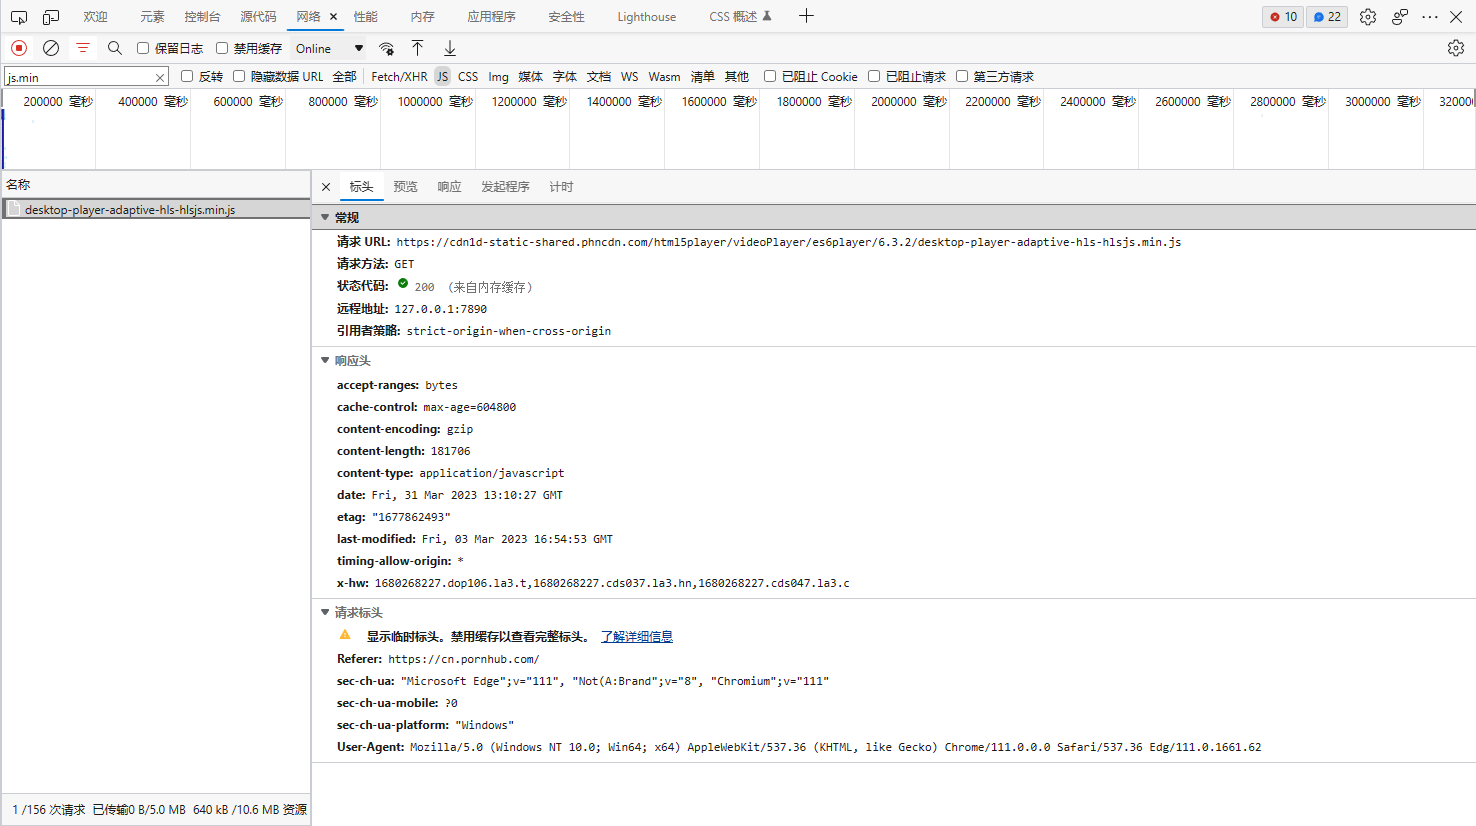 欢迎 元素 控制台 源代码 网络 性能 内存 应用程序 安全性 Lighthouse CSS 概述 10 22
保留日志 禁用缓存 Online
js.min 反转 隐藏数据 URL 全部 Fetch/XHR JS CSS Img 媒体 字体 文档 WS Wasm 清单 其他 已阻止 Cookie 已阻止请求 第三方请求
200000 毫秒 400000 毫秒 600000 毫秒 800000 毫秒 1000000 毫秒 1200000 毫秒 1400000 毫秒 1600000 毫秒 1800000 毫秒 2000000 毫秒 2200000 毫秒 2400000 毫秒 2600000 毫秒 2800000 毫秒 3000000 毫秒 32000
名称
desktop-player-adaptive-hls-hlsjs.min.js
标头 预览 响应 发起程序 计时
常规
请求 URL: https://cdn1d-static-shared.phncdn.com/html5player/videoPlayer/es6player/6.3.2/desktop-player-adaptive-hls-hlsjs.min.js
请求方法: GET
状态代码: 200 （来自内存缓存）
远程地址: 127.0.0.1:7890
引用者策略: strict-origin-when-cross-origin
响应头
accept-ranges: bytes
cache-control: max-age=604800
content-encoding: gzip
content-length: 181706
content-type: application/javascript
date: Fri, 31 Mar 2023 13:10:27 GMT
etag: "1677862493"
last-modified: Fri, 03 Mar 2023 16:54:53 GMT
timing-allow-origin: *
x-hw: 1680268227.dop106.la3.t,1680268227.cds037.la3.hn,1680268227.cds047.la3.c
请求标头
显示临时标头。禁用缓存以查看完整标头。 了解详细信息
Referer: https://cn.pornhub.com/
sec-ch-ua: "Microsoft Edge";v="111", "Not(A:Brand";v="8", "Chromium";v="111"
sec-ch-ua-mobile: ?0
sec-ch-ua-platform: "Windows"
User-Agent: Mozilla/5.0 (Windows NT 10.0; Win64; x64) AppleWebKit/537.36 (KHTML, like Gecko) Chrome/111.0.0.0 Safari/537.36 Edg/111.0.1661.62
1 /156 次请求 已传输0 B/5.0 MB 640 kB /10.6 MB 资源